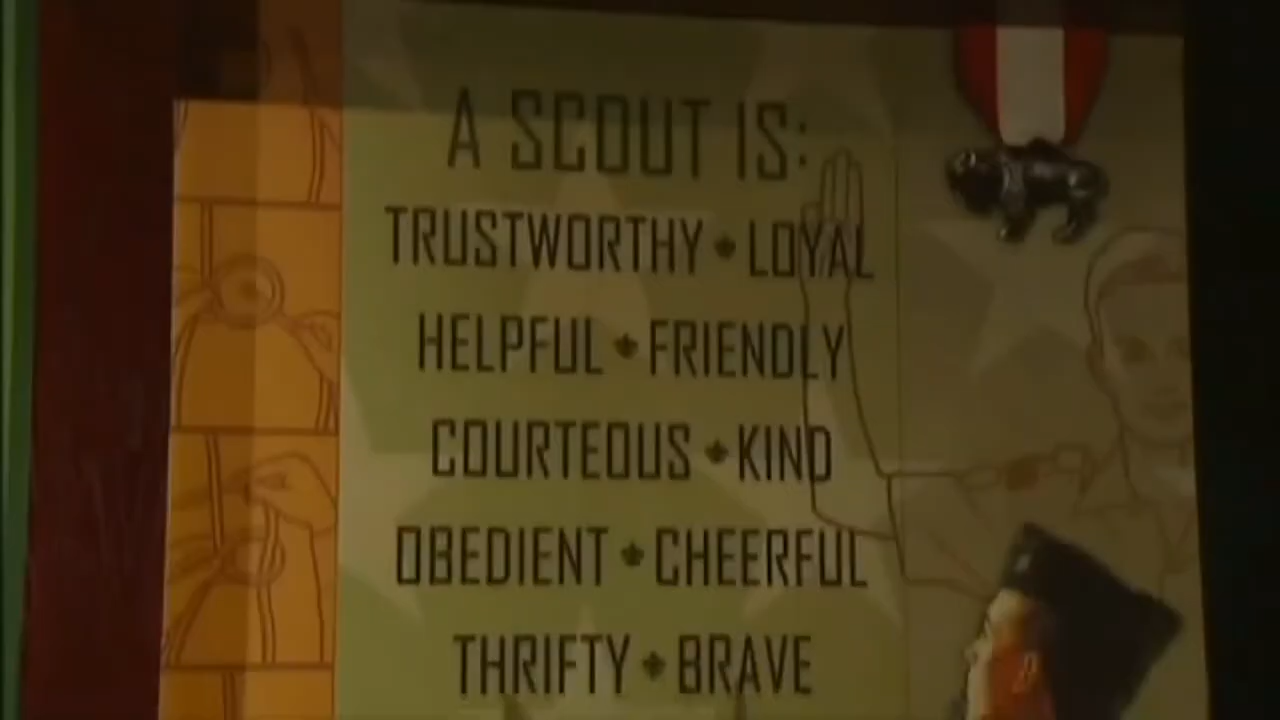 A SCOUT IS:
TRUSTWORTHY LOYAL
HELPFUL FRIENDLY
COURTEOUS KIND
OBEDIENT CHEERFUL
THRIFTY BRAVE